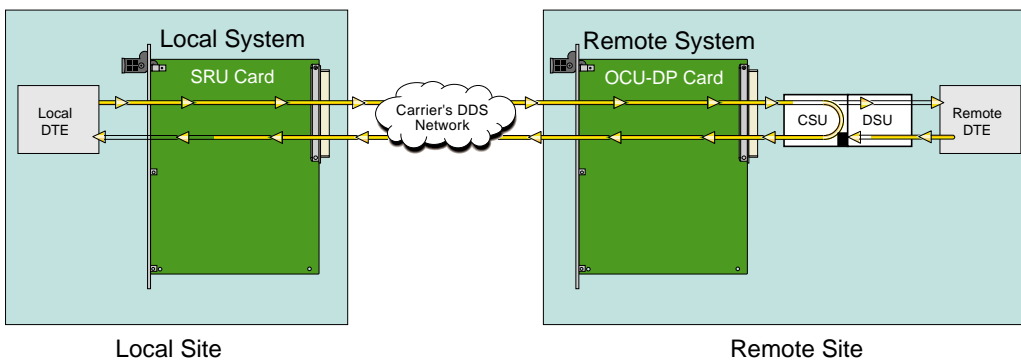 Local System
Remote System
SRU Card
OCU-DP Card
Local
DTE
Carrier's DDS
Network
CSU
DSU
Remote
DTE
Local Site
Remote Site